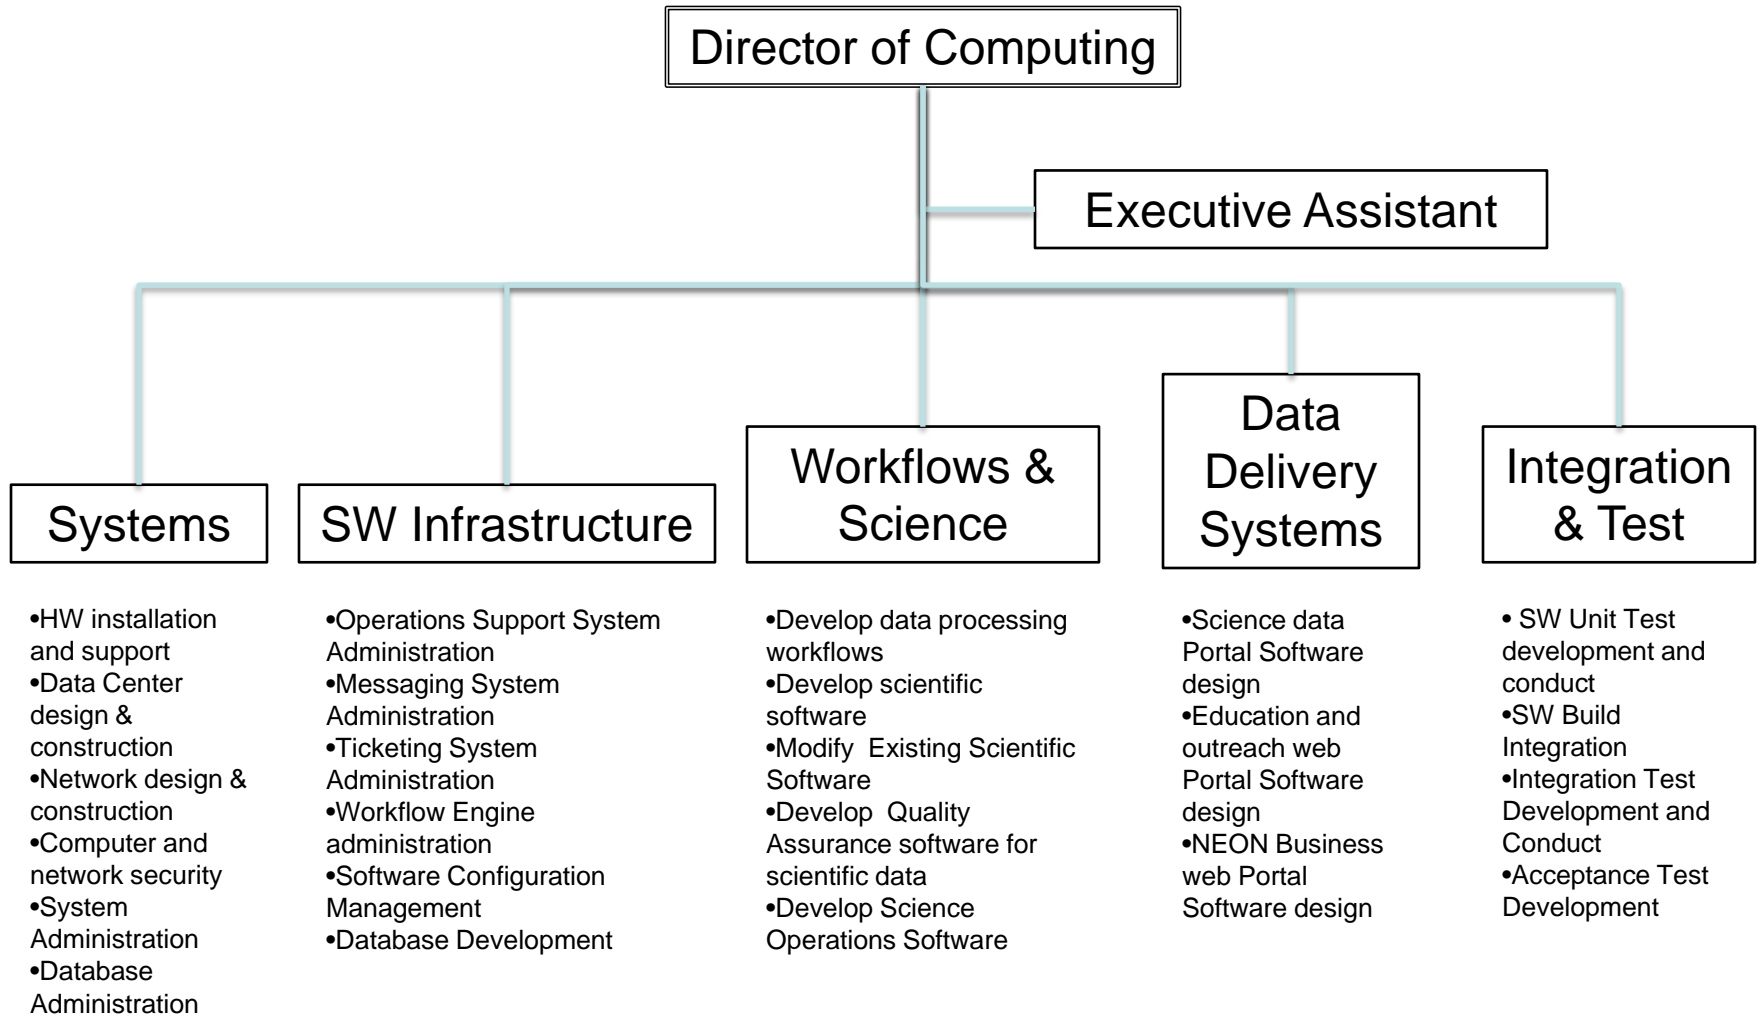 Director of Computing
Executive Assistant
Systems
•HW installation
and support
•Data Center
design &
construction
•Network design &
construction
•Computer and
network security
•System
Administration
•Database
Administration
SW Infrastructure
•Operations Support System
Administration
•Messaging System
Administration
•Ticketing System
Administration
•Workflow Engine
administration
•Software Configuration
Management
•Database Development
Workflows &
Science
•Develop data processing
workflows
•Develop scientific
software
•Modify  Existing Scientific
Software
•Develop  Quality
Assurance software for
scientific data
•Develop Science
Operations Software
Data
Delivery
Systems
•Science data
Portal Software
design
•Education and
outreach web
Portal Software
design
•NEON Business
web Portal
Software design
Integration
& Test
• SW Unit Test
development and
conduct
•SW Build
Integration
•Integration Test
Development and
Conduct
•Acceptance Test
Development